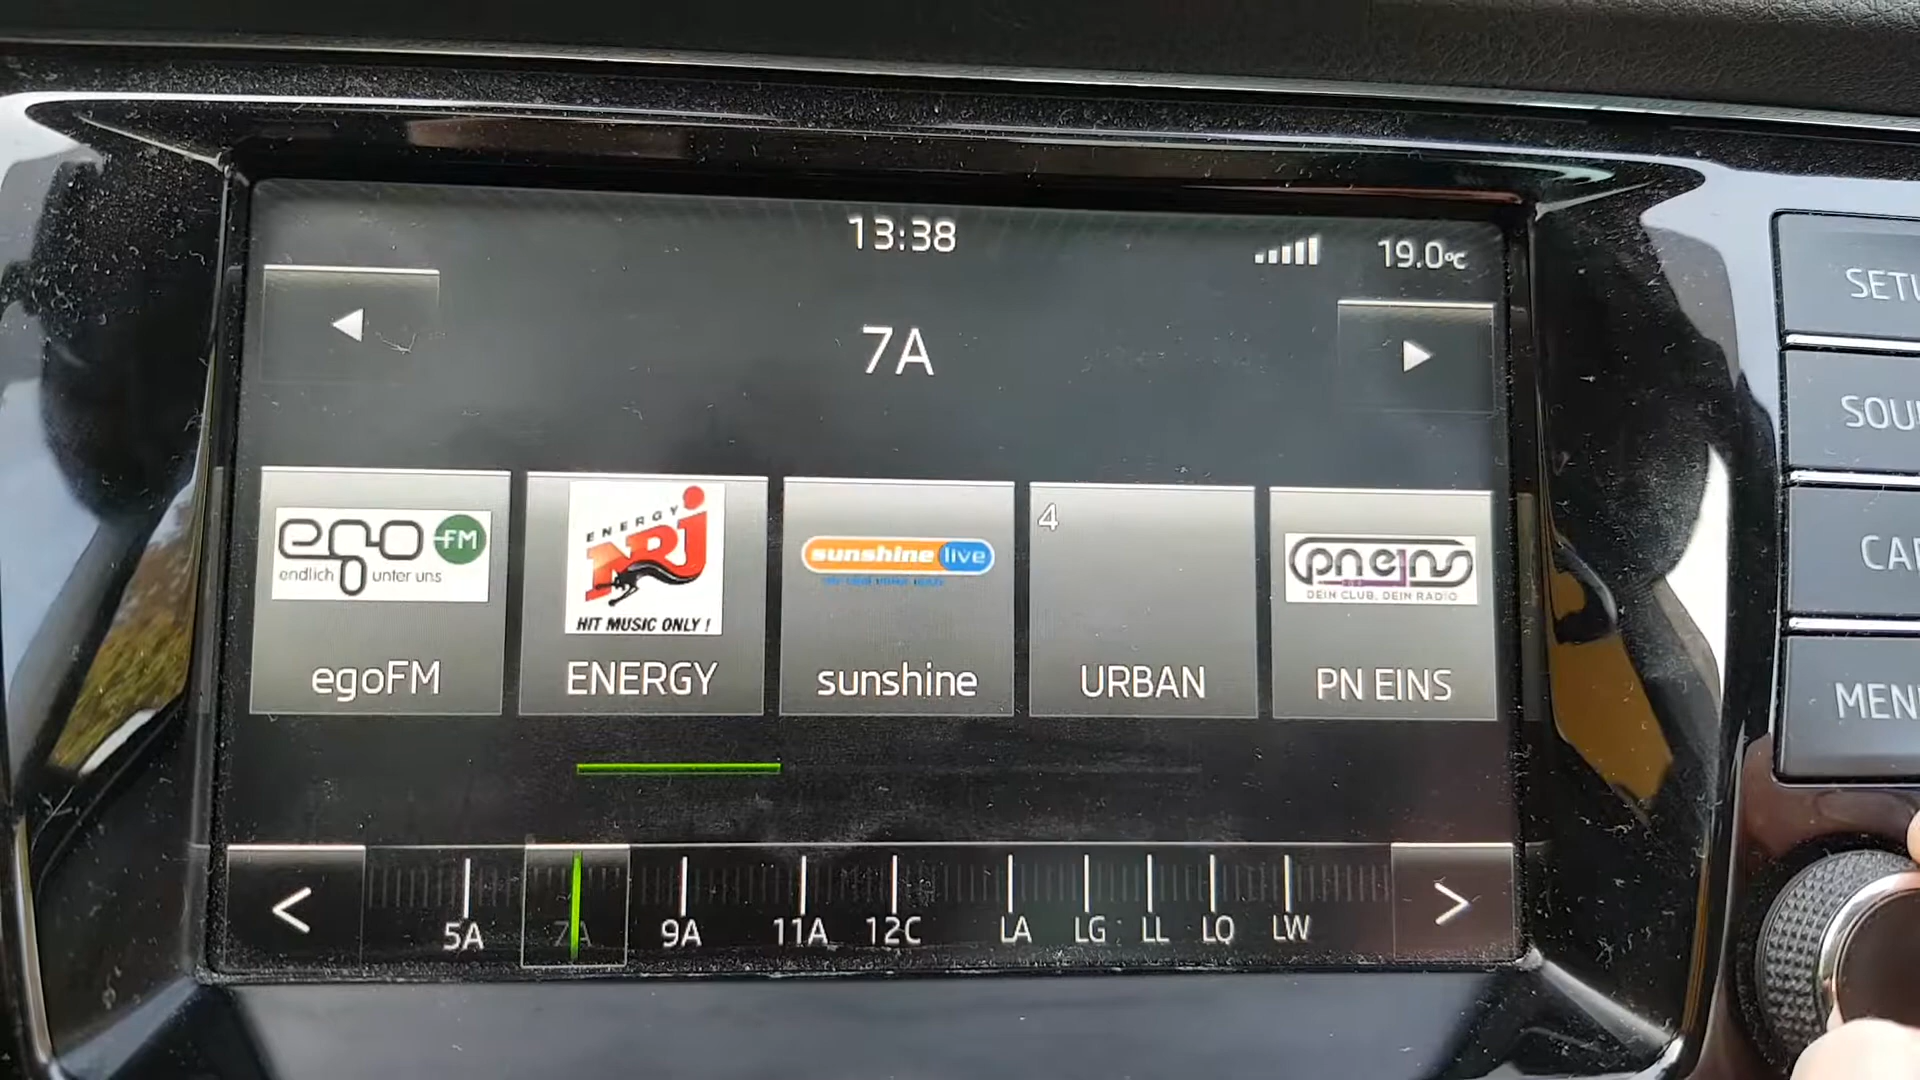 13:38
19.0°C
7A
ego FM
endlich unter uns
egoFM
ENERGY
NRJ
HIT MUSIC ONLY !
ENERGY
sunshine live
sunshine
4
URBAN
pn eins
DEIN CLUB, DEIN RADIO
PN EINS
< 5A 7A 9A 11A 12C LA LG LL LQ LW >
SETU
SOU
CAR
MEN